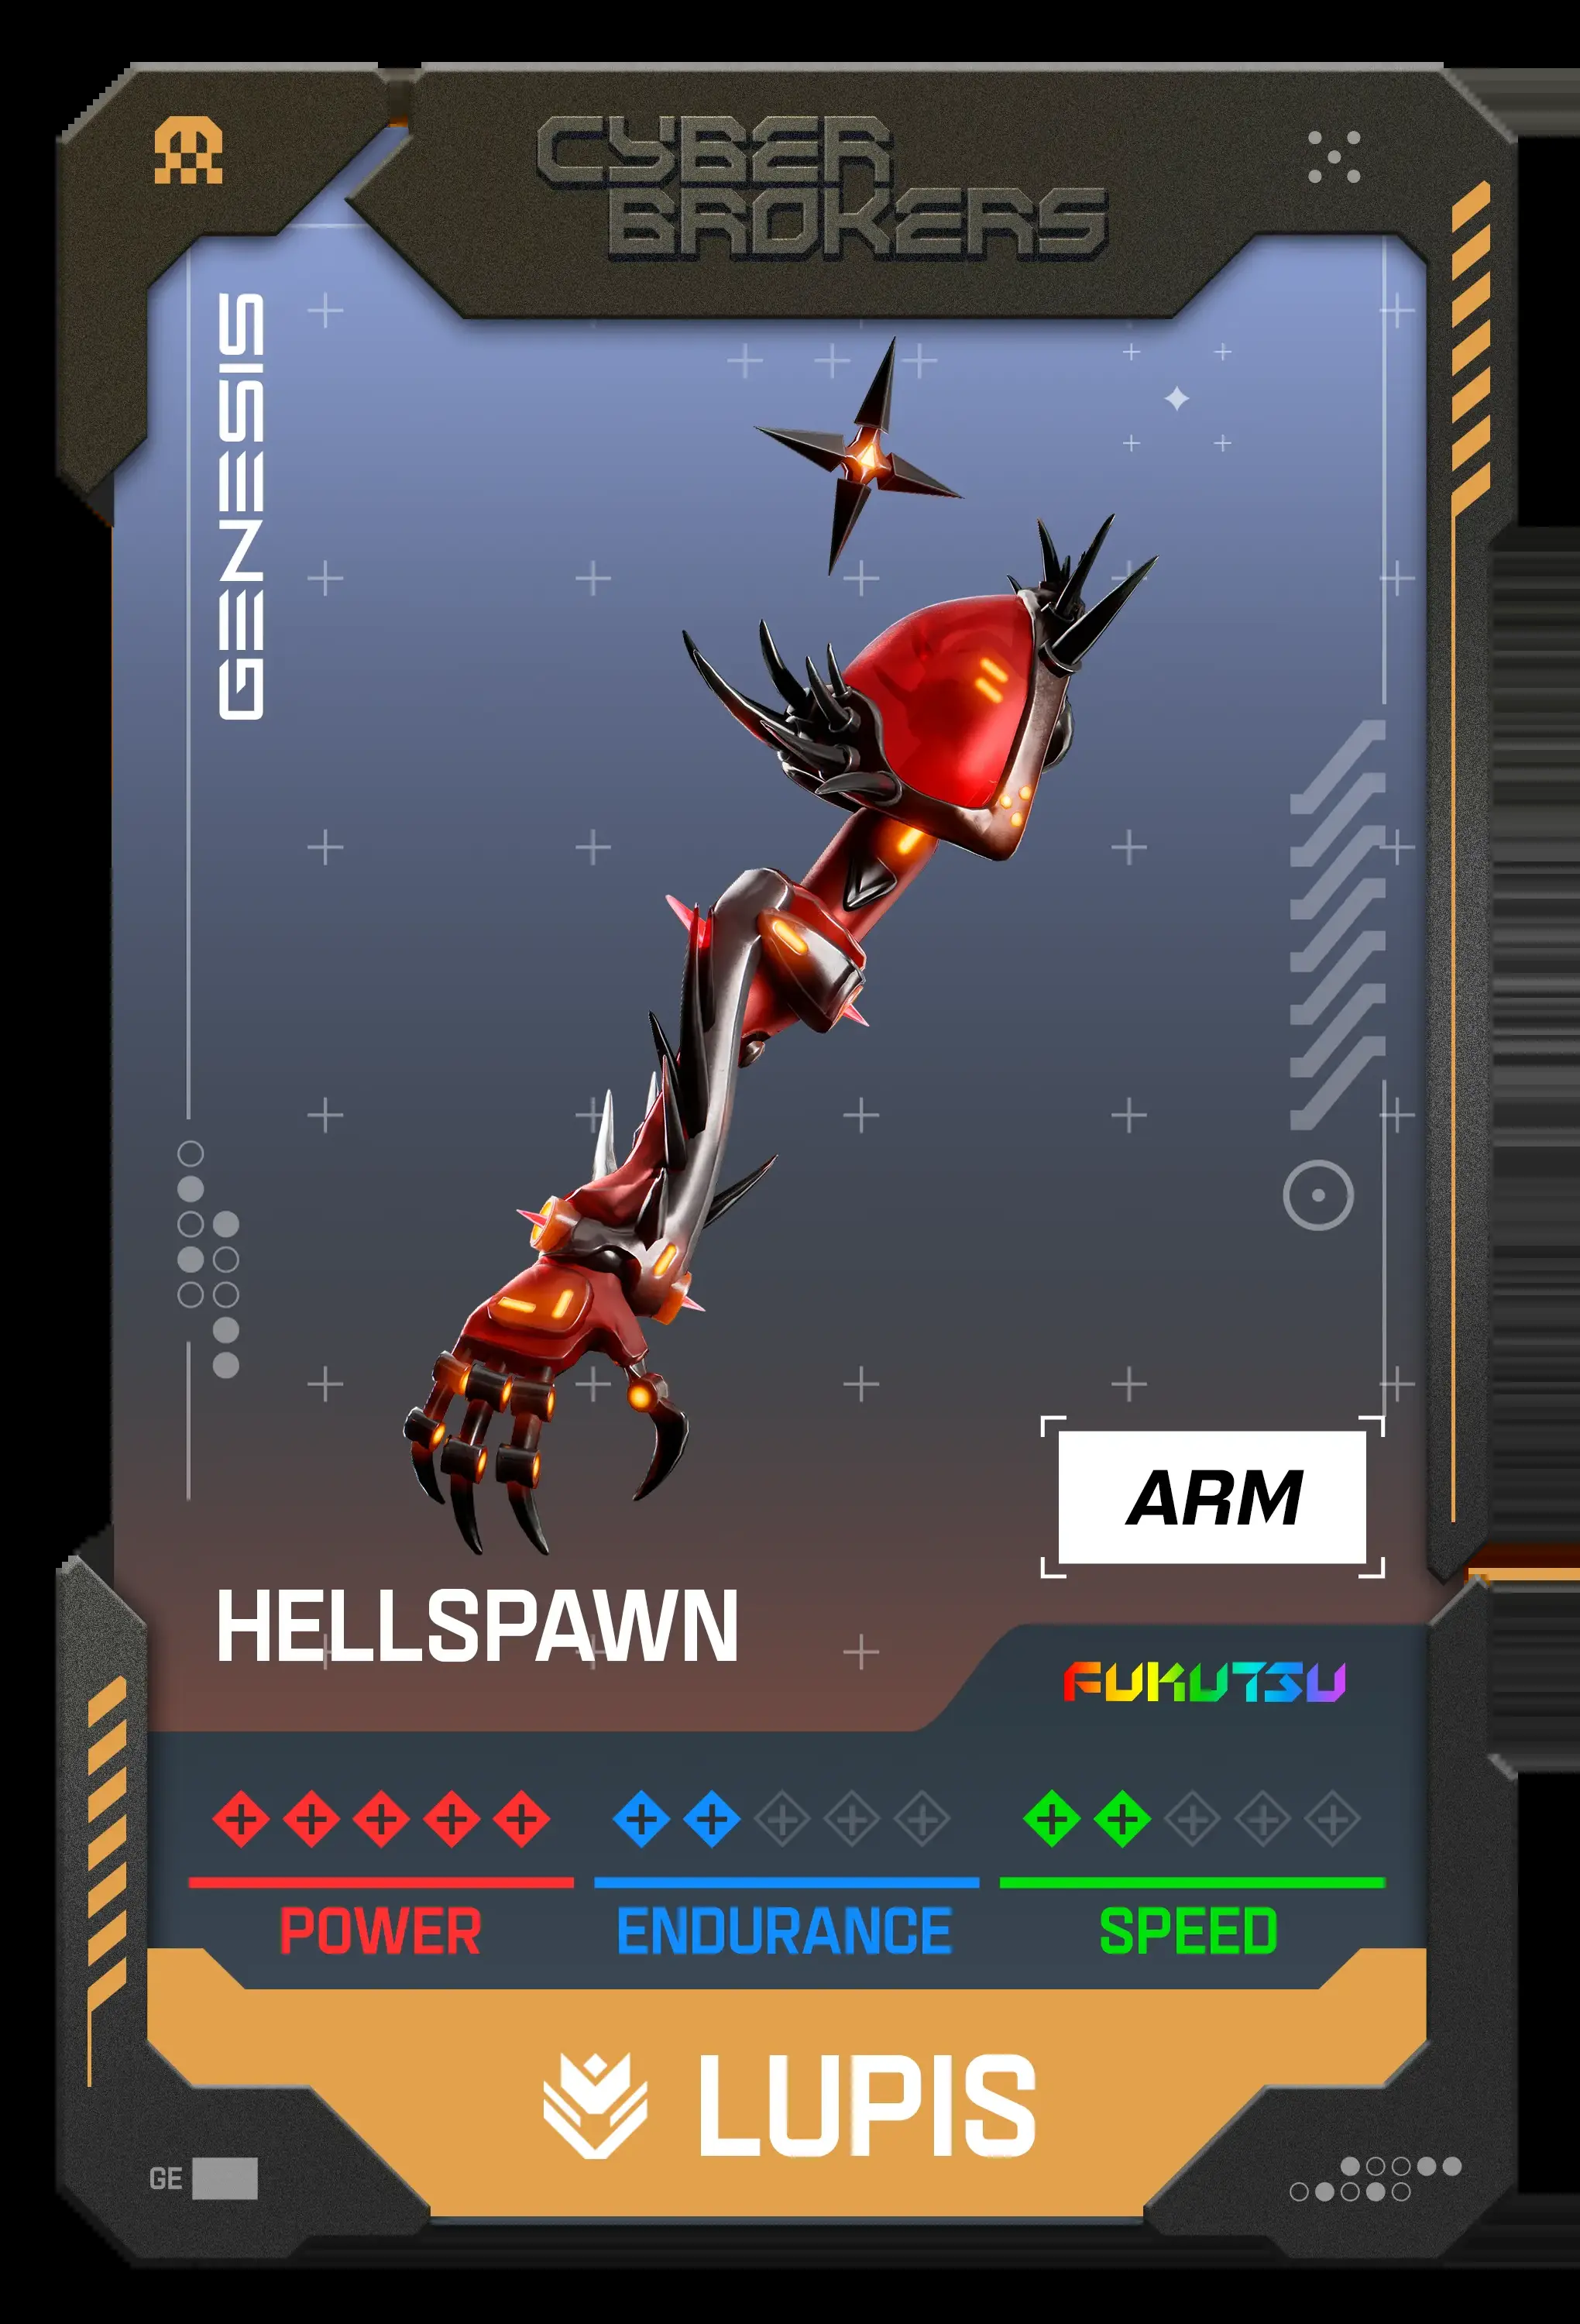 CYBER
BROKERS
GENESIS
ARM
HELLSPAWN
FUKUTSU
POWER
ENDURANCE
SPEED
LUPIS
GE